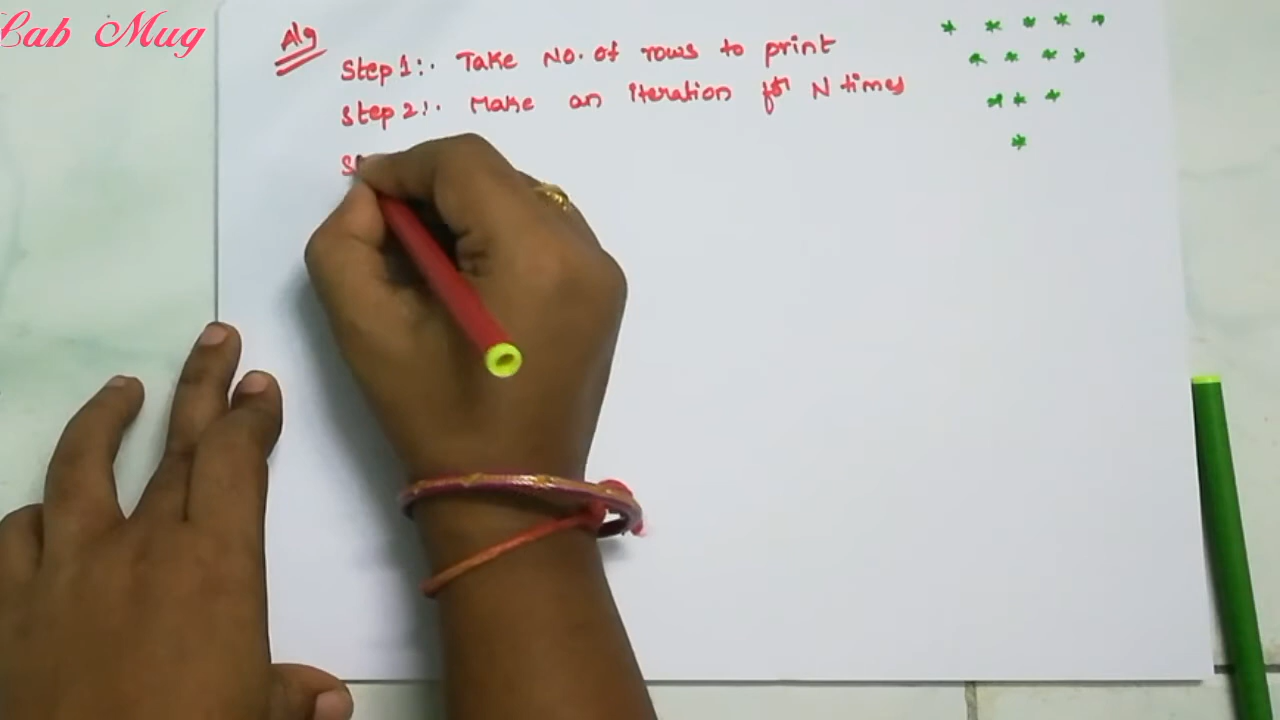 Lab Mug
Alg
Step 1:. Take No. of rows to print
Step 2:. Make an iteration for N times
* * * * *
* * * *
* * *
*